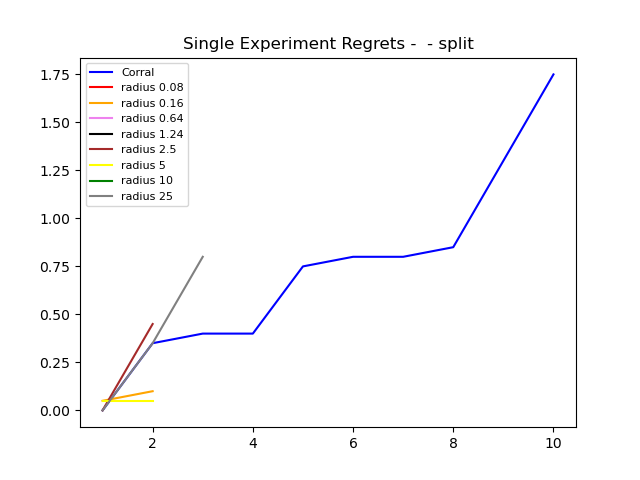 Single Experiment Regrets -  - split
Corral
radius 0.08
radius 0.16
radius 0.64
radius 1.24
radius 2.5
radius 5
radius 10
radius 25
1.75
1.50
1.25
1.00
0.75
0.50
0.25
0.00
2 4 6 8 10